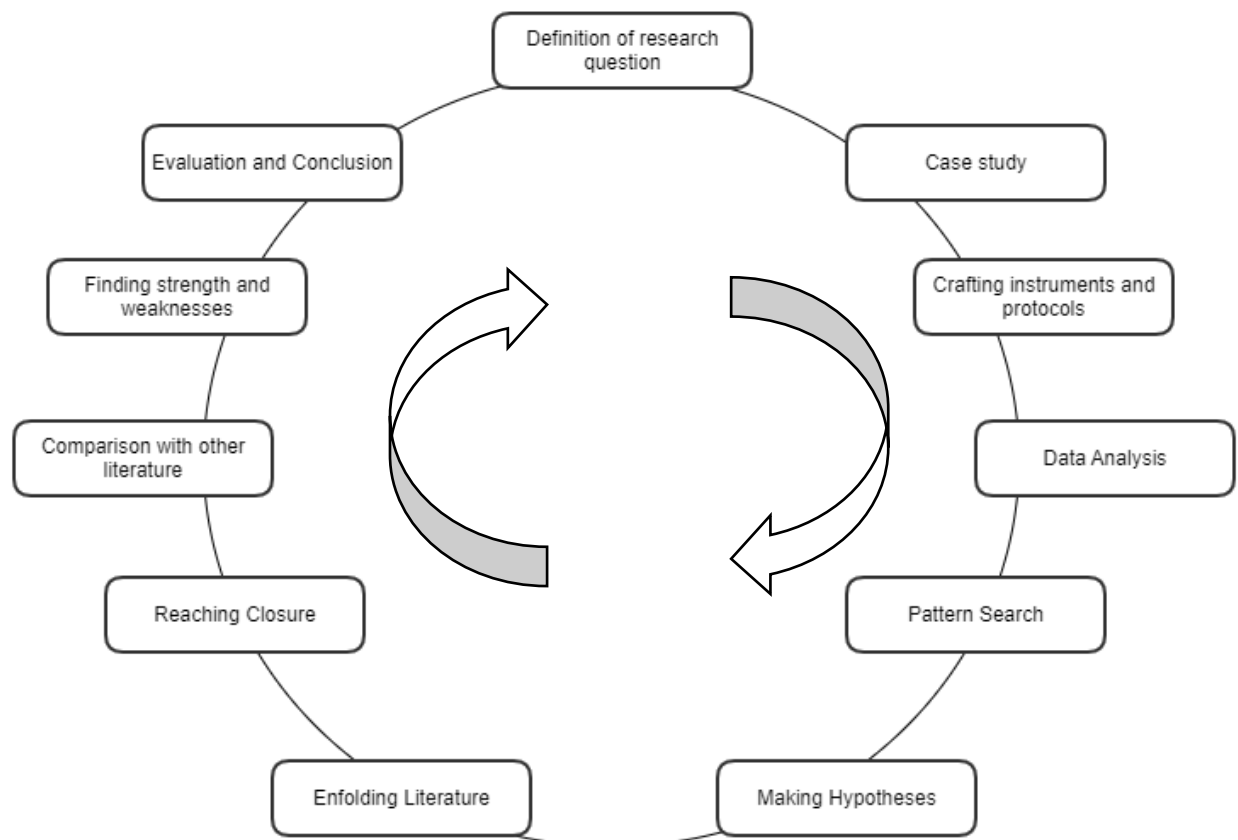 Definition of research
question
Case study
Crafting instruments and
protocols
Data Analysis
Pattern Search
Making Hypotheses
Enfolding Literature
Reaching Closure
Comparison with other
literature
Finding strength and
weaknesses
Evaluation and Conclusion